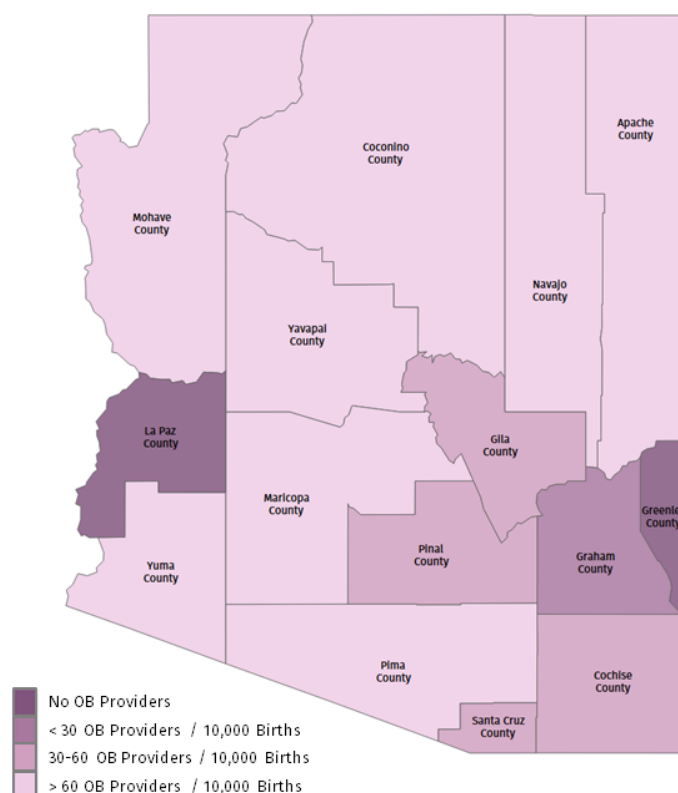 Apache
County
Coconino
County
Mohave
County
Navajo
County
Yavapai
County
La Paz
County
Gila
County
Maricopa
County
Greenle
County
Pinal
County
Graham
County
Yuma
County
Pima
County
Cochise
County
Santa Cruz
County
No OB Providers
< 30 OB Providers / 10,000 Births
30-60 OB Providers / 10,000 Births
> 60 OB Providers / 10,000 Births